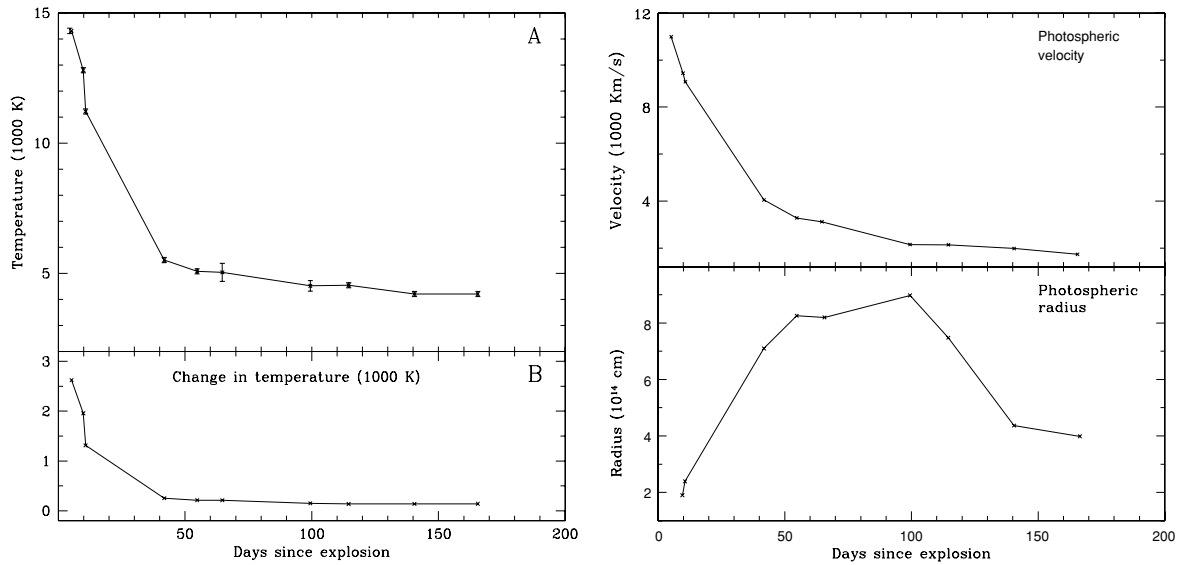 15
A
10
Temperature (1000 K)
5
3
B
Change in temperature (1000 K)
2
1
0
50
100
150
200
Days since explosion
12
Photospheric
velocity
8
Velocity (1000 Km/s)
4
Photospheric
radius
8
6
Radius (10¹⁴ cm)
4
2
0
50
100
150
200
Days since explosion